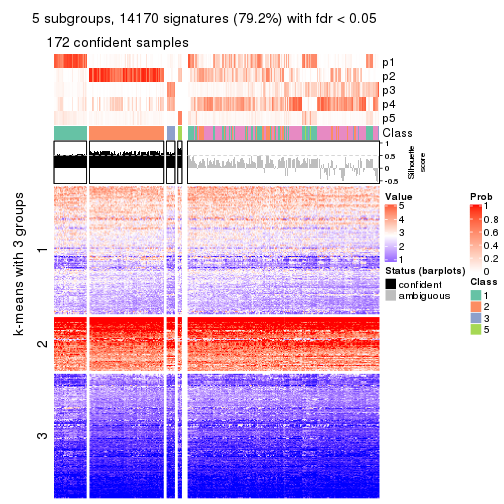 5 subgroups, 14170 signatures (79.2%) with fdr < 0.05
172 confident samples
p1
p2
p3
p4
p5
Class
1
0.5
0
-0.5
Silhouette
score
k-means with 3 groups
1
2
3
Value
5
4
3
2
1
Status (barplots)
confident
ambiguous
Prob
1
0.8
0.6
0.4
0.2
0
Class
1
2
3
5